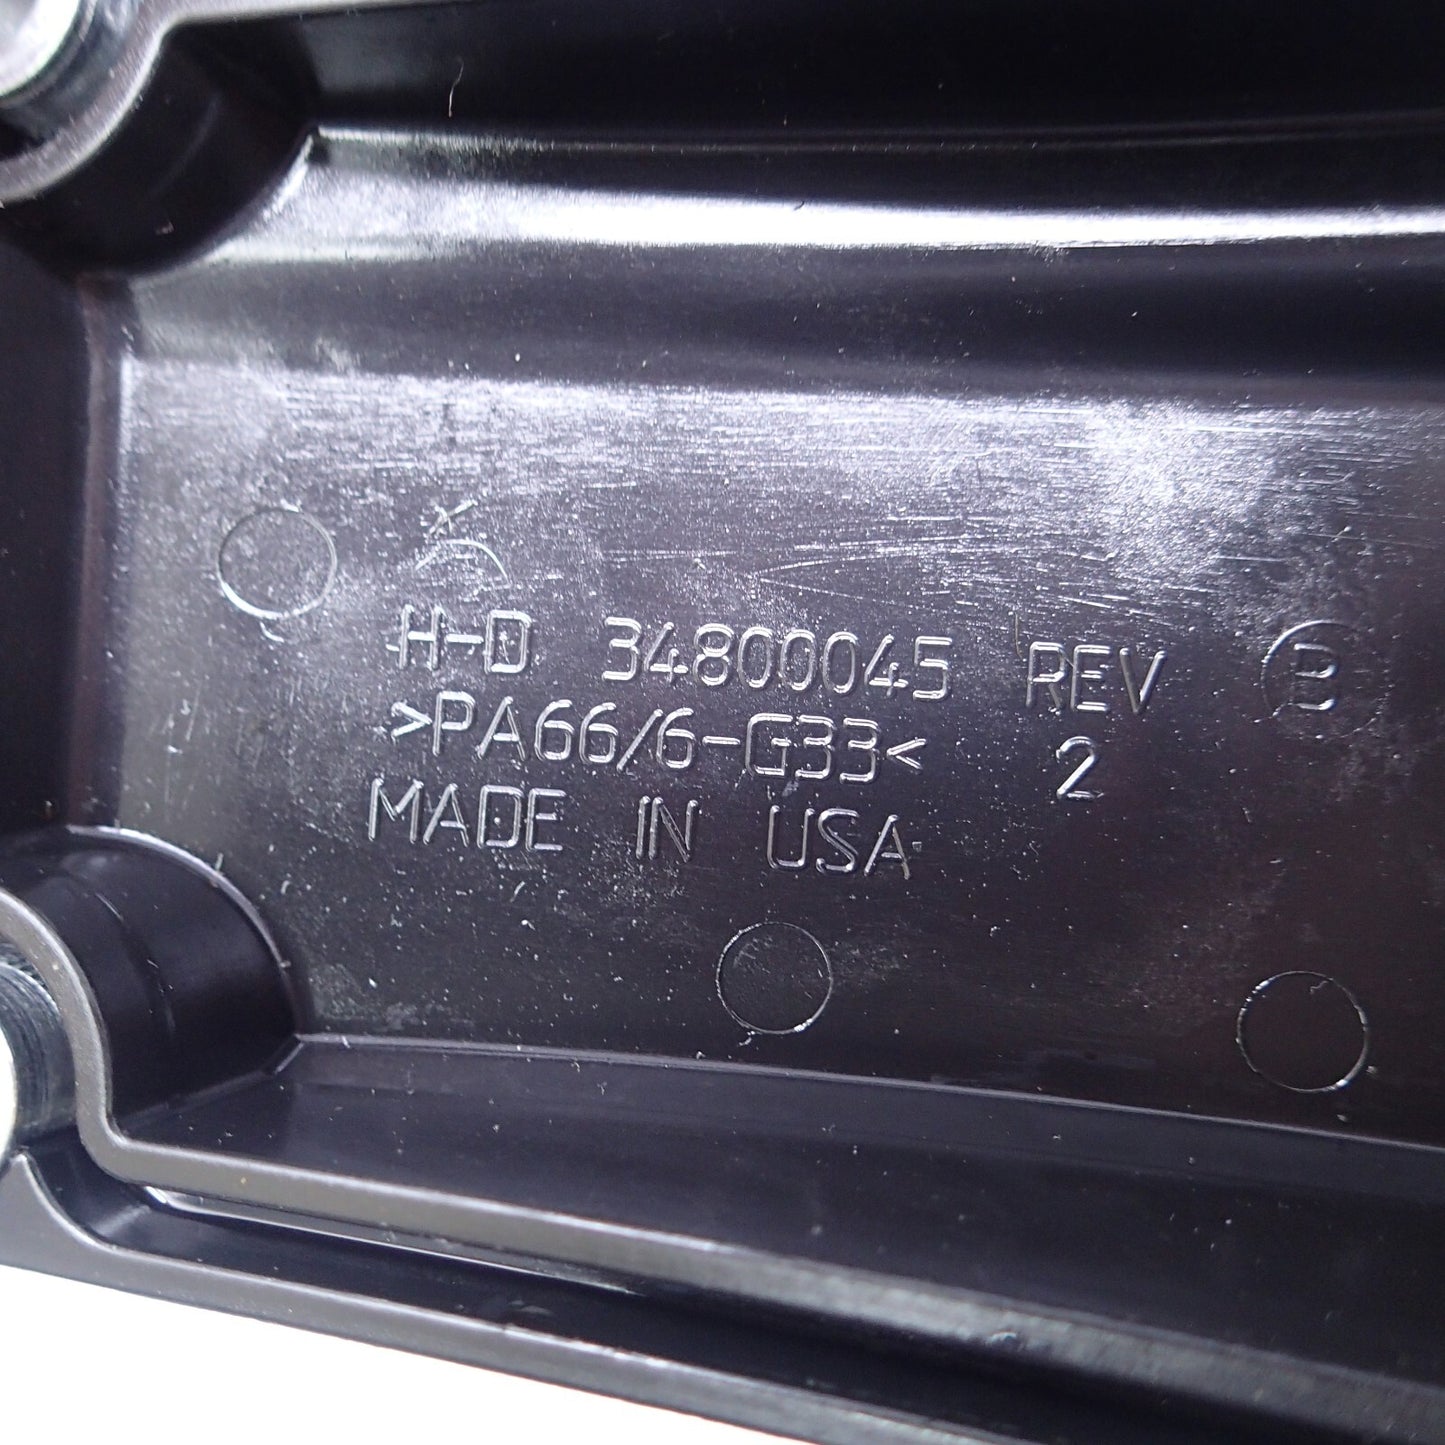 H-D 34800045 REV B
>PA66/6-G33< 2
MADE IN USA